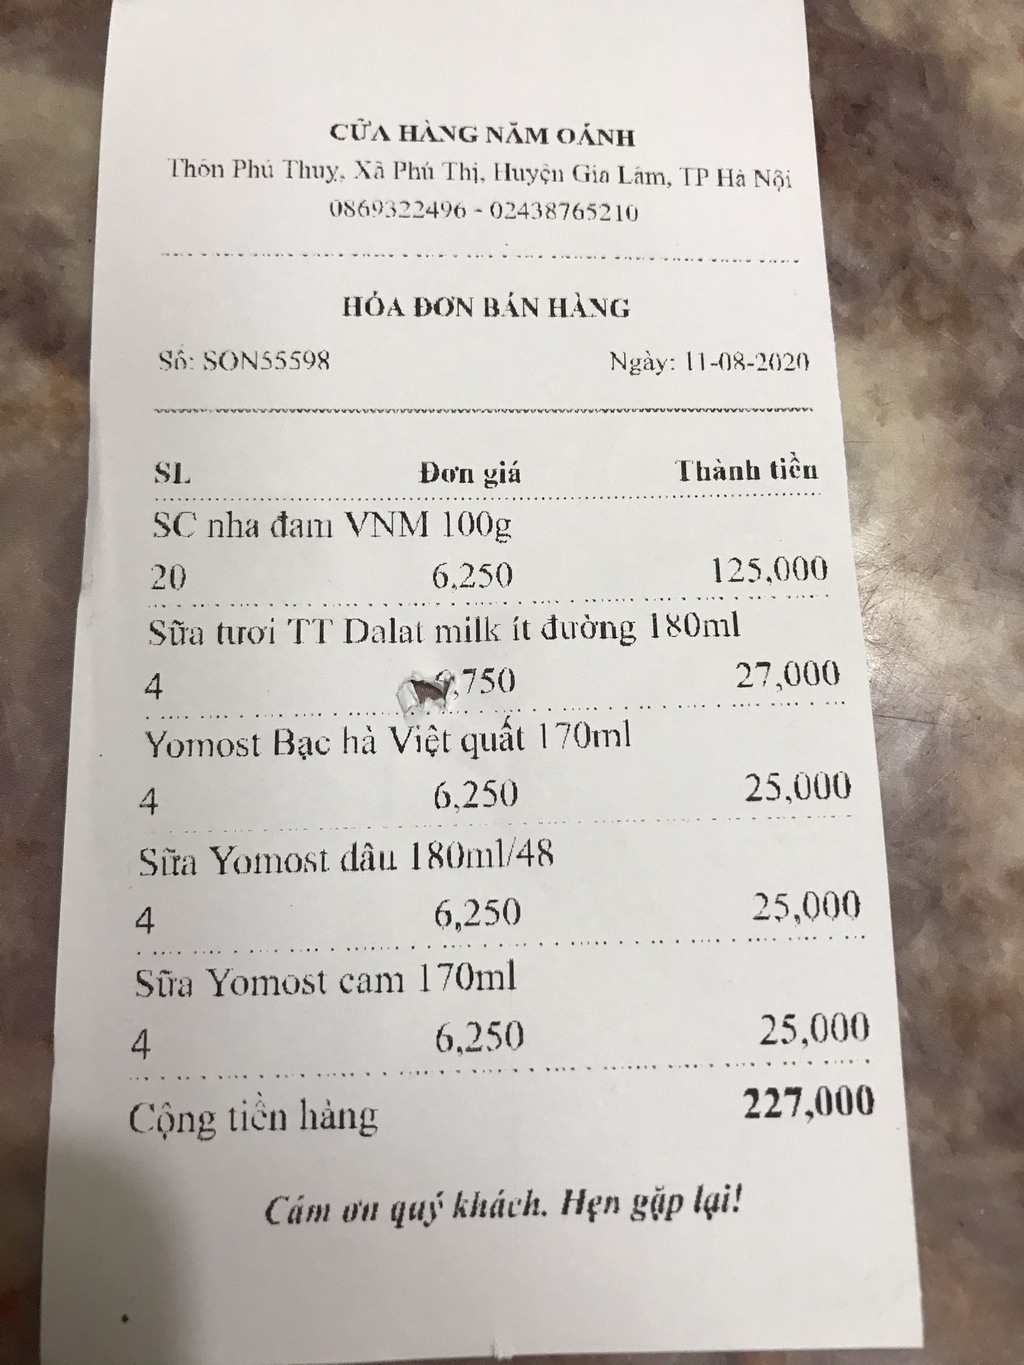 CỬA HÀNG NĂM OÁNH
Thôn Phú Thuỵ, Xã Phú Thị, Huyện Gia Lâm, TP Hà Nội
0869322496 - 02438765210
HÓA ĐƠN BÁN HÀNG
Số: SON55598 Ngày: 11-08-2020
SL Đơn giá Thành tiền
SC nha đam VNM 100g
20 6,250 125,000
Sữa tươi TT Dalat milk ít đường 180ml
4 ,750 27,000
Yomost Bạc hà Việt quất 170ml
4 6,250 25,000
Sữa Yomost dâu 180ml/48
4 6,250 25,000
Sữa Yomost cam 170ml
4 6,250 25,000
Cộng tiền hàng 227,000
Cám ơn quý khách. Hẹn gặp lại!